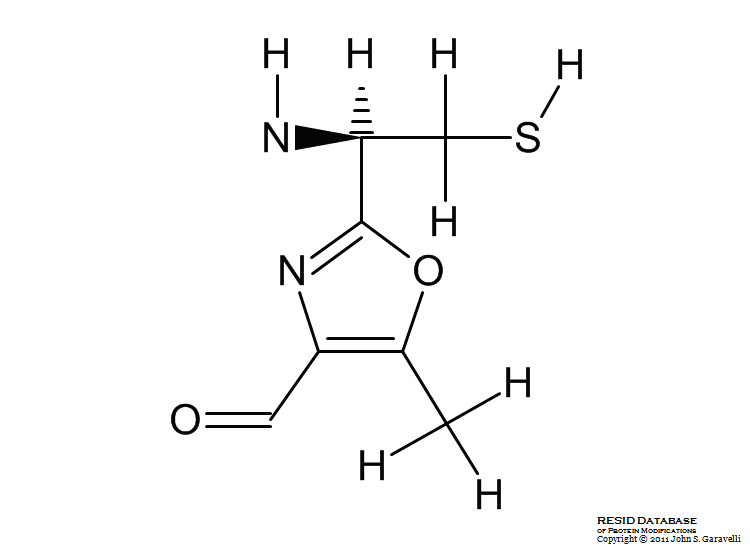 H H H H
N S
H
N O
H
O
H
H
RESID DATABASE
OF PROTEIN MODIFICATIONS
Copyright © 2011 John S. Garavelli